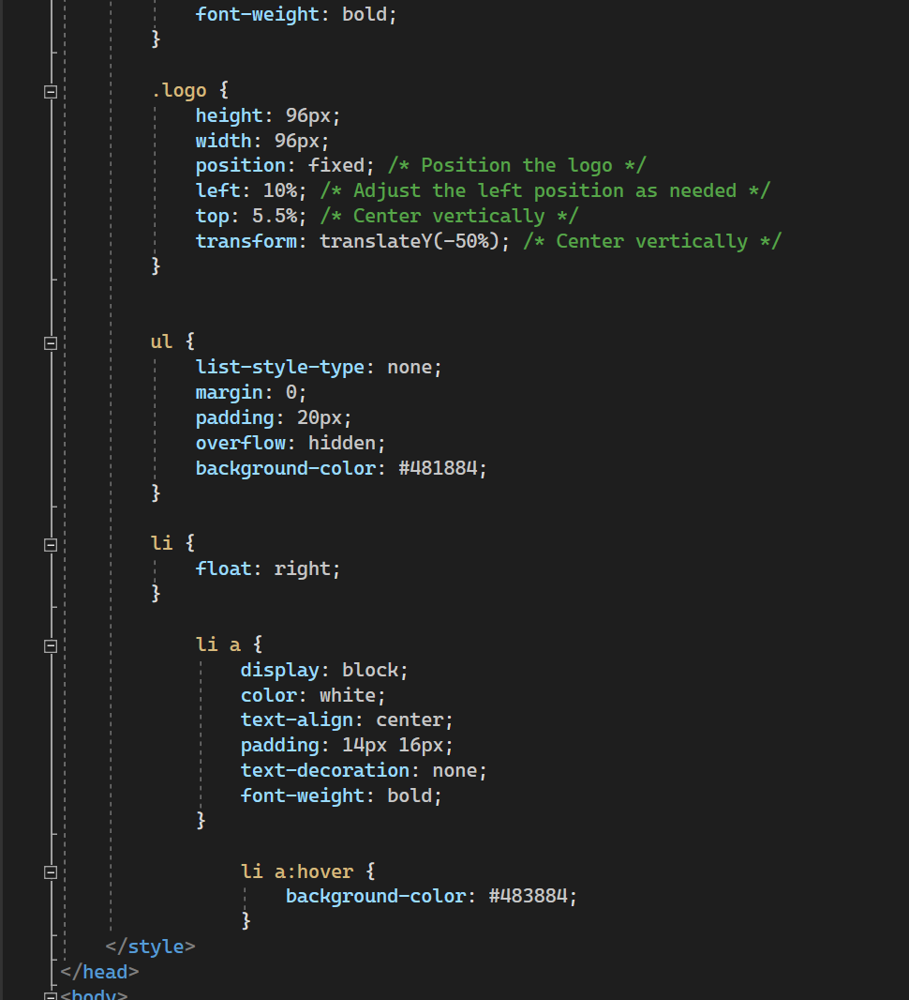 font-weight: bold;
}
.logo {
height: 96px;
width: 96px;
position: fixed; /* Position the logo */
left: 10%; /* Adjust the left position as needed */
top: 5.5%; /* Center vertically */
transform: translateY(-50%); /* Center vertically */
}
ul {
list-style-type: none;
margin: 0;
padding: 20px;
overflow: hidden;
background-color: #481884;
}
li {
float: right;
}
li a {
display: block;
color: white;
text-align: center;
padding: 14px 16px;
text-decoration: none;
font-weight: bold;
}
li a:hover {
background-color: #483884;
}
</style>
</head>
<body>